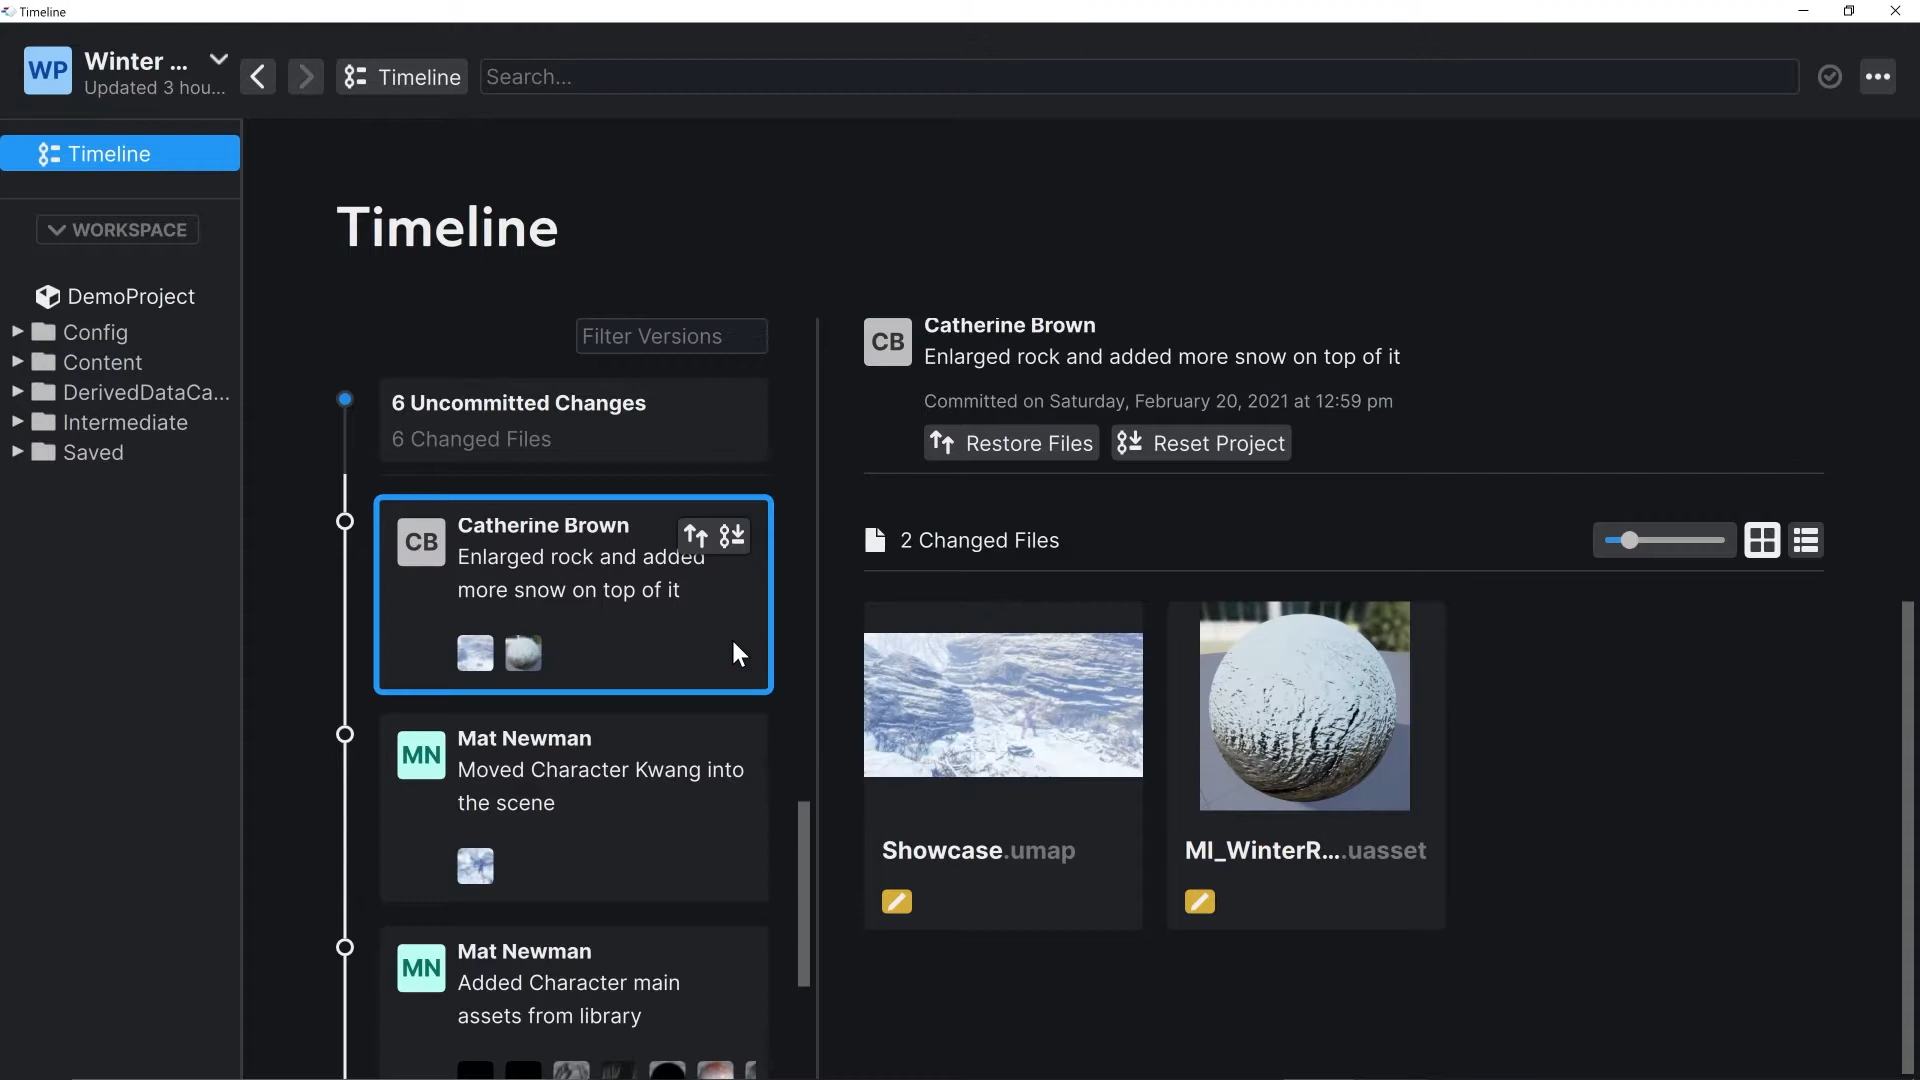 Timeline
WP
Winter ...
Updated 3 hou...
Timeline
Search...
Timeline
WORKSPACE
DemoProject
Config
Content
DerivedDataCa...
Intermediate
Saved
Timeline
Filter Versions
6 Uncommitted Changes
6 Changed Files
CB
Catherine Brown
Enlarged rock and added
more snow on top of it
MN
Mat Newman
Moved Character Kwang into
the scene
MN
Mat Newman
Added Character main
assets from library
CB
Catherine Brown
Enlarged rock and added more snow on top of it
Committed on Saturday, February 20, 2021 at 12:59 pm
Restore Files
Reset Project
2 Changed Files
Showcase.umap
MI_WinterR....uasset